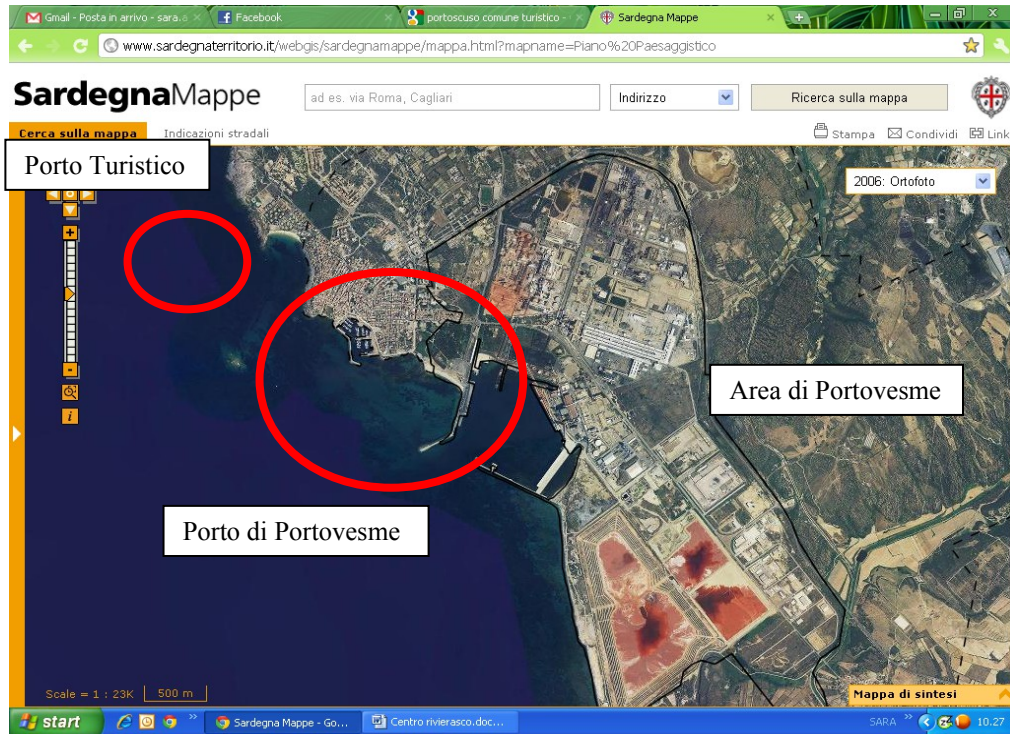 Gmail - Posta in arrivo - sara.a
Facebook
portoscuso comune turistico -
Sardegna Mappe
www.sardegnaterritorio.it/webgis/sardegnamappe/mappa.html?mapname=Piano%20Paesaggistico
SardegnaMappe
ad es. via Roma, Cagliari
Indirizzo
Ricerca sulla mappa
Cerca sulla mappa
Indicazioni stradali
Stampa
Condividi
Link
Porto Turistico
2006: Ortofoto
Area di Portovesme
Porto di Portovesme
Scale = 1 : 23K
500 m
Mappa di sintesi
start
Sardegna Mappe - Go...
Centro rivierasco.doc...
SARA
10.27